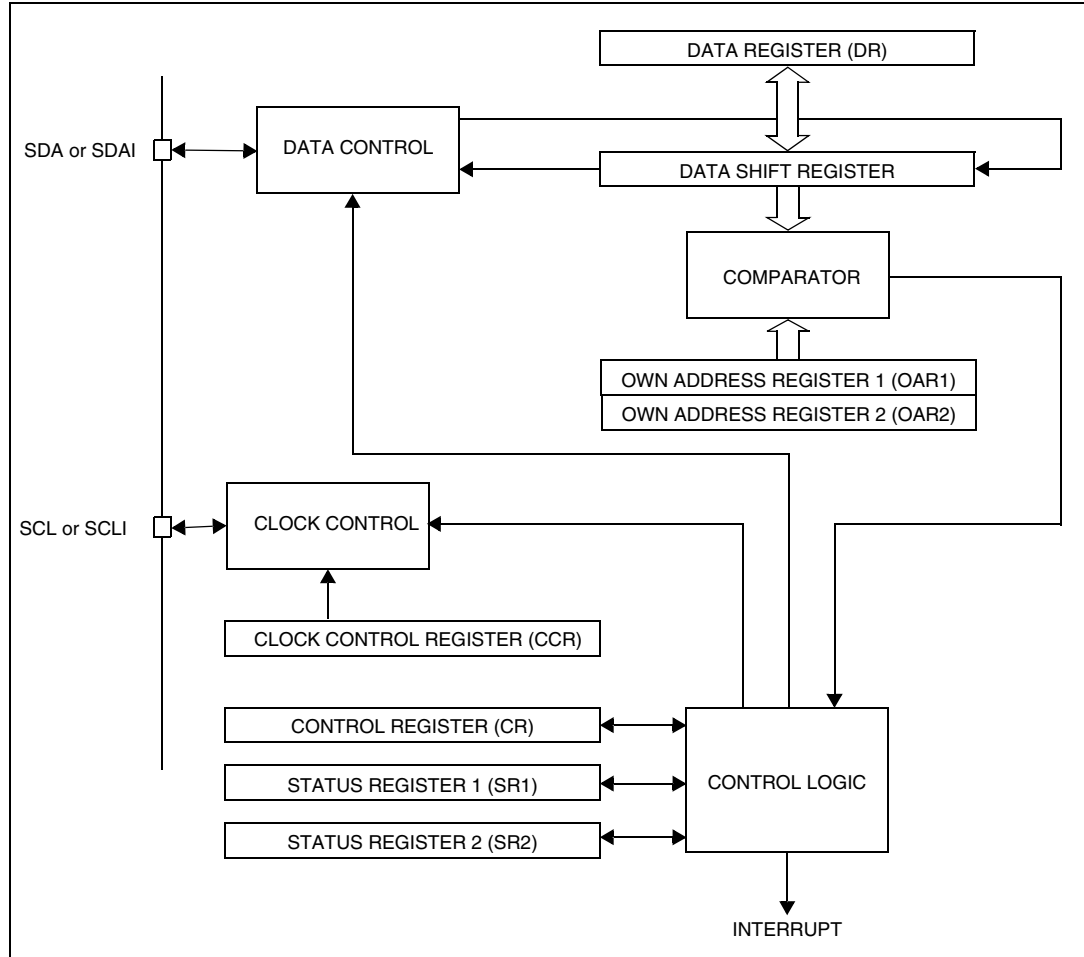 DATA REGISTER (DR)
SDA or SDAI
DATA CONTROL
DATA SHIFT REGISTER
COMPARATOR
OWN ADDRESS REGISTER 1 (OAR1)
OWN ADDRESS REGISTER 2 (OAR2)
SCL or SCLI
CLOCK CONTROL
CLOCK CONTROL REGISTER (CCR)
CONTROL REGISTER (CR)
STATUS REGISTER 1 (SR1)
CONTROL LOGIC
STATUS REGISTER 2 (SR2)
INTERRUPT